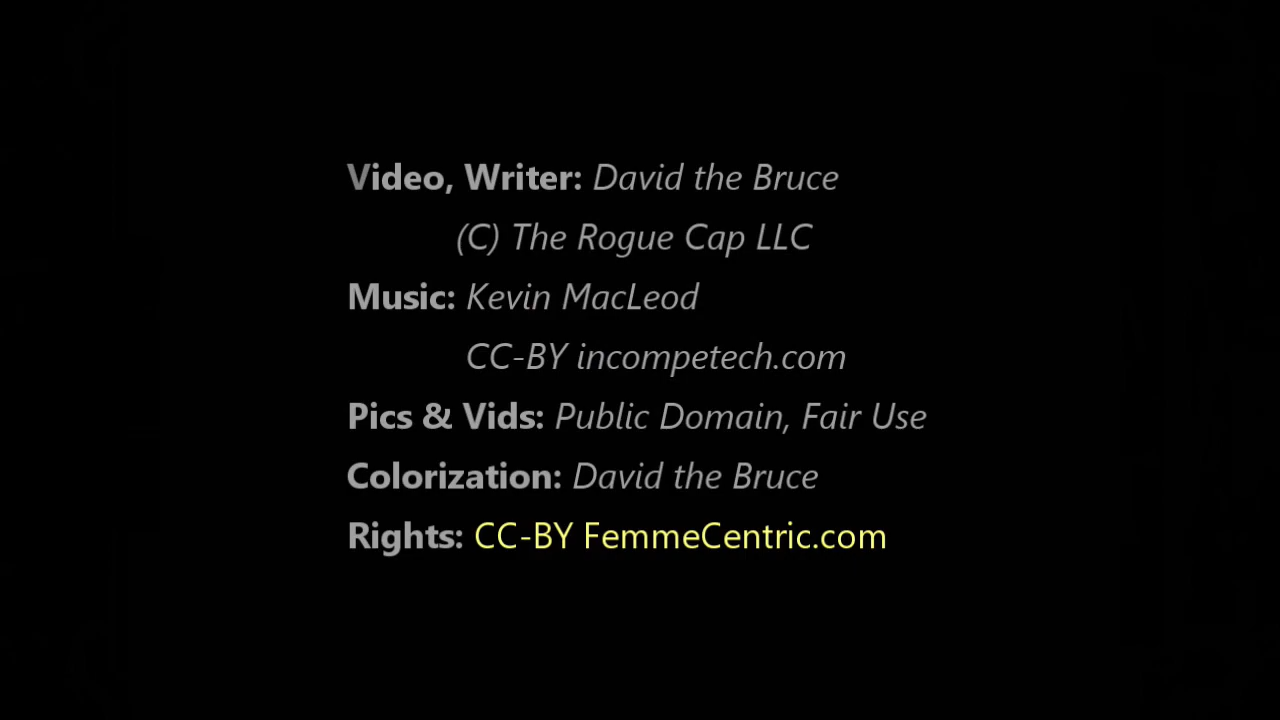 Video, Writer: David the Bruce
(C) The Rogue Cap LLC
Music: Kevin MacLeod
CC-BY incompetech.com
Pics & Vids: Public Domain, Fair Use
Colorization: David the Bruce
Rights: CC-BY FemmeCentric.com